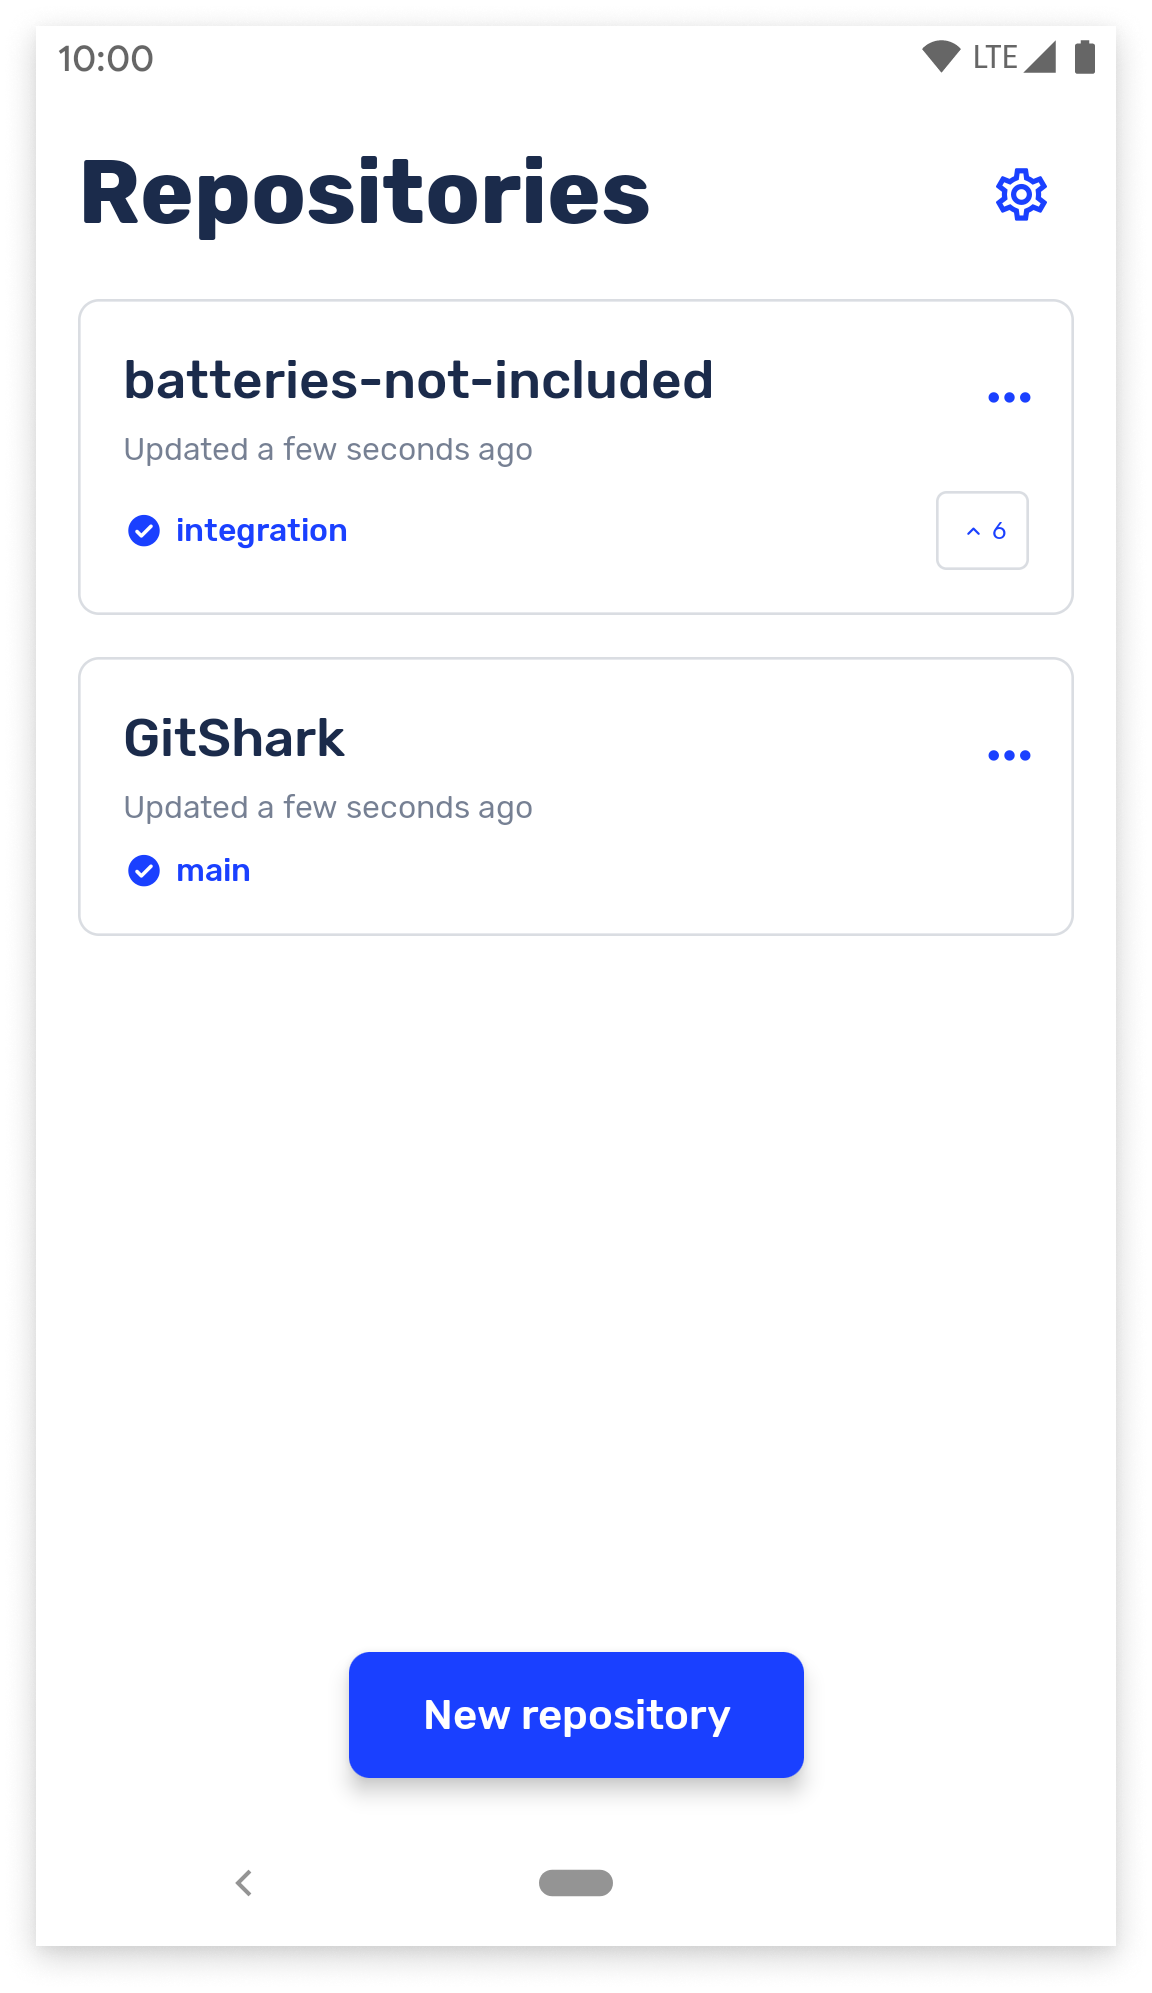 10:00 LTE
Repositories
batteries-not-included
Updated a few seconds ago
integration
6
GitShark
Updated a few seconds ago
main
New repository